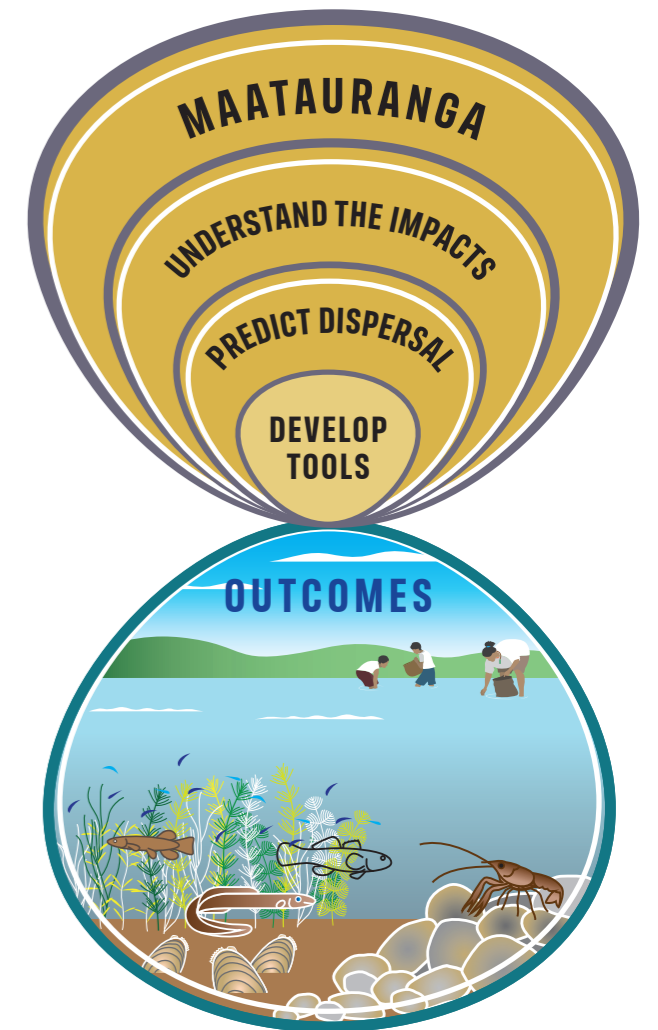 MAATAURANGA
UNDERSTAND THE IMPACTS
PREDICT DISPERSAL
DEVELOP
TOOLS
OUTCOMES